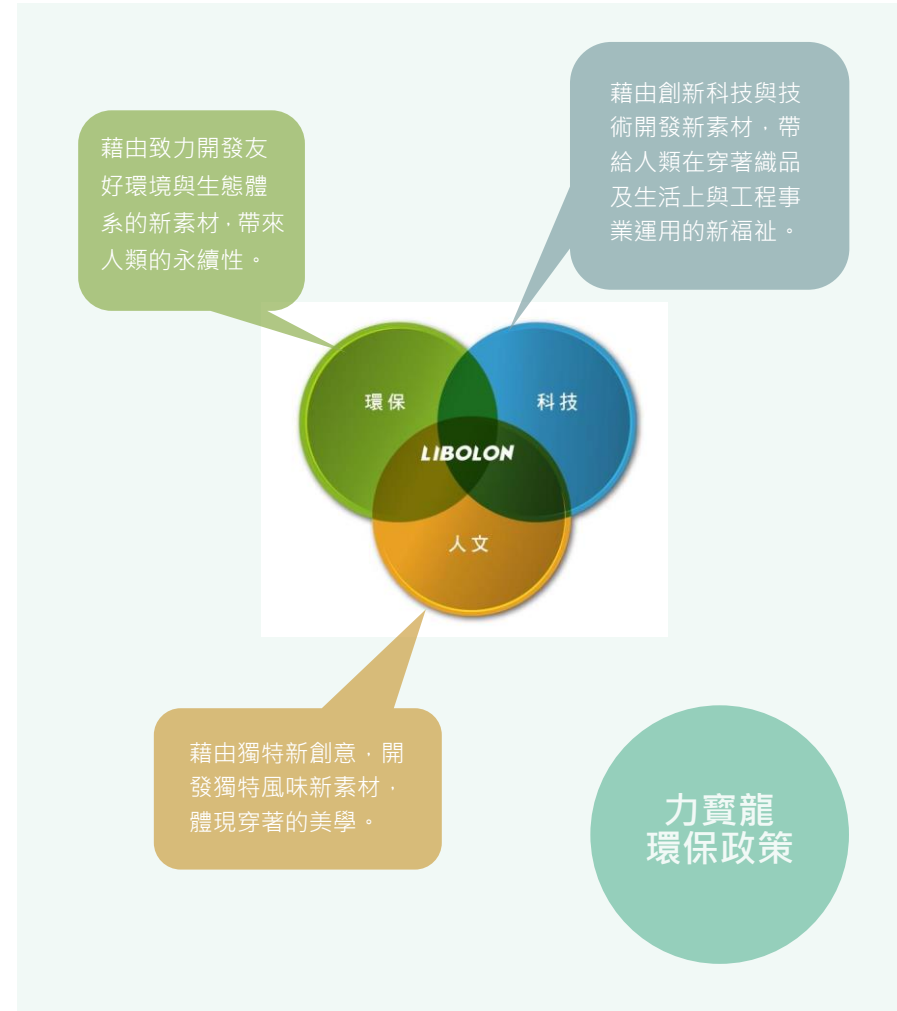 藉由創新科技與技
術開發新素材，帶
給人類在穿著織品
及生活上與工程事
業運用的新福祉。
藉由致力開發友
好環境與生態體
系的新素材，帶來
人類的永續性。
環保
科技
LIBOLON
人文
藉由獨特新創意，開
發獨特風味新素材，
體現穿著的美學。
力寶龍
環保政策